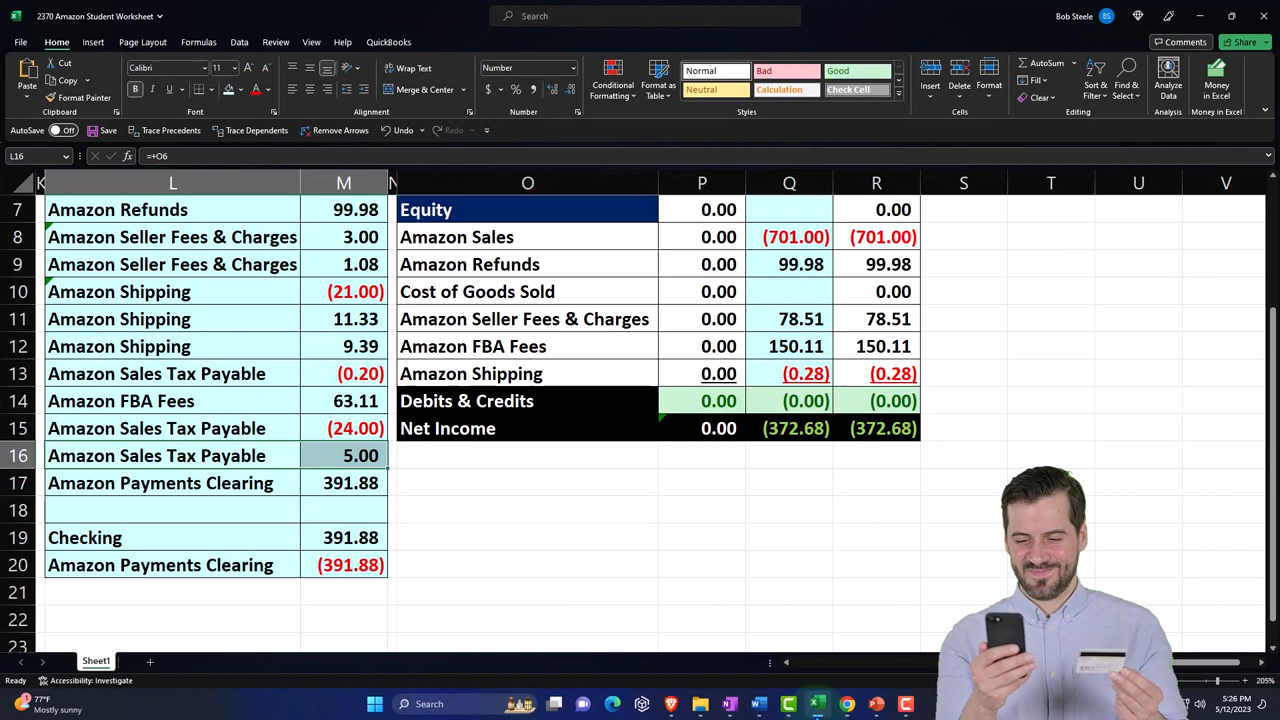 2370 Amazon Student Worksheet
Search
Bob Steele BS
File Home Insert Page Layout Formulas Data Review View Help QuickBooks
Comments Share
Paste Cut Copy Format Painter
Clipboard
Calibri 11
B I U
Font
Wrap Text
Merge & Center
Alignment
Number
$ % 9
Number
Conditional Formatting
Format as Table
Normal Bad Good
Neutral Calculation Check Cell
Styles
Insert Delete Format
Cells
AutoSum Fill Clear
Sort & Filter
Find & Select
Editing
Analyze Data
Analysis
Money in Excel
Money in Excel
AutoSave Off Save Trace Precedents Trace Dependents Remove Arrows Undo Redo
L16 fx =+O6
K L M N O P Q R S T U V
7 Amazon Refunds 99.98 Equity 0.00 0.00
8 Amazon Seller Fees & Charges 3.00 Amazon Sales 0.00 (701.00) (701.00)
9 Amazon Seller Fees & Charges 1.08 Amazon Refunds 0.00 99.98 99.98
10 Amazon Shipping (21.00) Cost of Goods Sold 0.00 0.00
11 Amazon Shipping 11.33 Amazon Seller Fees & Charges 0.00 78.51 78.51
12 Amazon Shipping 9.39 Amazon FBA Fees 0.00 150.11 150.11
13 Amazon Sales Tax Payable (0.20) Amazon Shipping 0.00 (0.28) (0.28)
14 Amazon FBA Fees 63.11 Debits & Credits 0.00 (0.00) (0.00)
15 Amazon Sales Tax Payable (24.00) Net Income 0.00 (372.68) (372.68)
16 Amazon Sales Tax Payable 5.00
17 Amazon Payments Clearing 391.88
18
19 Checking 391.88
20 Amazon Payments Clearing (391.88)
21
22
23
Sheet1
Ready Accessibility: Investigate 205%
77°F
Mostly sunny
Search
5:26 PM
5/12/2023